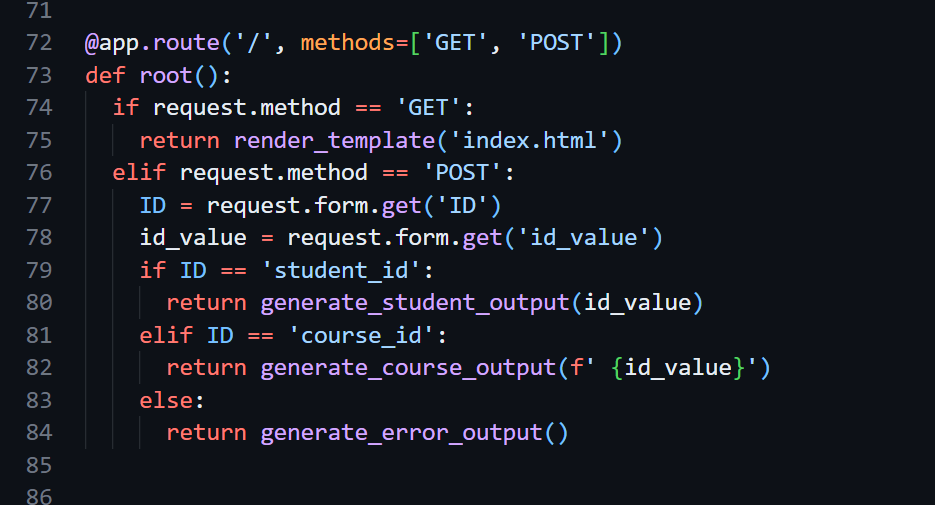 71
72 @app.route('/', methods=['GET', 'POST'])
73 def root():
74   if request.method == 'GET':
75     return render_template('index.html')
76   elif request.method == 'POST':
77     ID = request.form.get('ID')
78     id_value = request.form.get('id_value')
79     if ID == 'student_id':
80       return generate_student_output(id_value)
81     elif ID == 'course_id':
82       return generate_course_output(f' {id_value}')
83     else:
84       return generate_error_output()
85
86